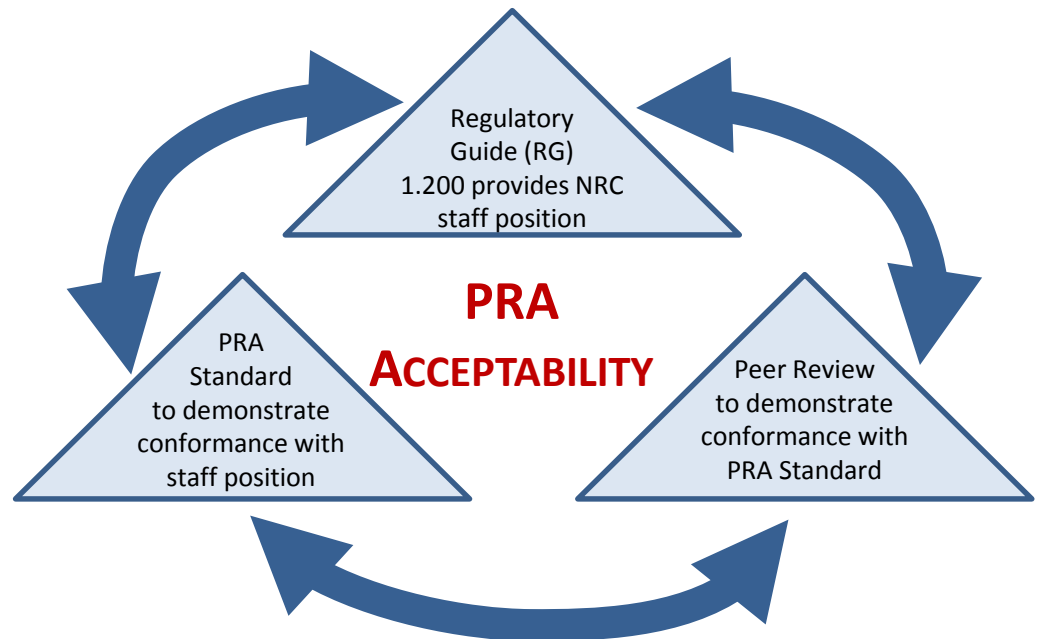 Regulatory
Guide (RG)
1.200 provides NRC
staff position
PRA
ACCEPTABILITY
PRA
Standard
to demonstrate
conformance with
staff position
Peer Review
to demonstrate
conformance with
PRA Standard